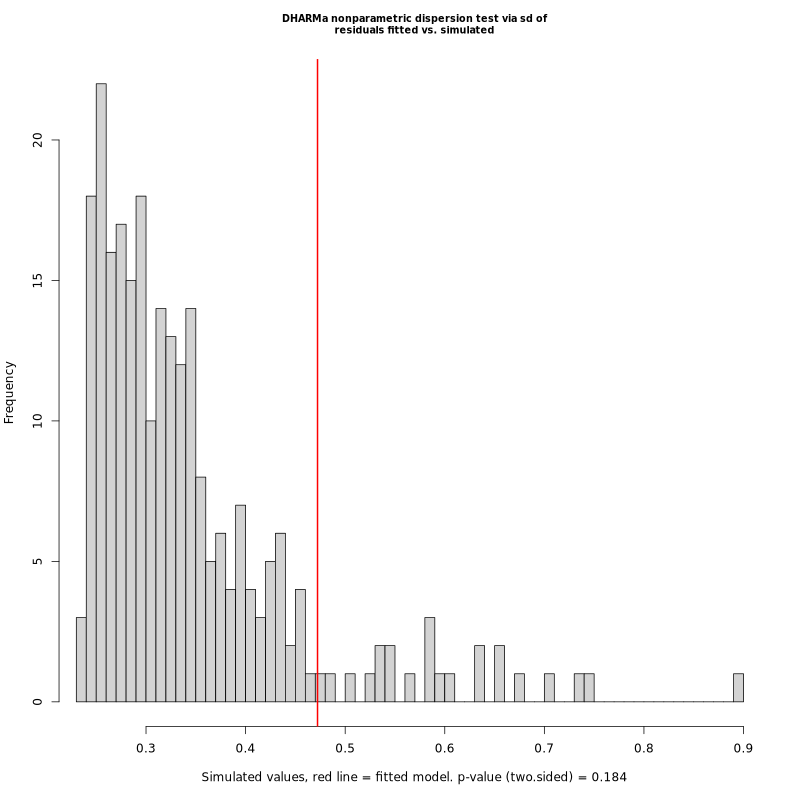 DHARMa nonparametric dispersion test via sd of
residuals fitted vs. simulated
Frequency
20
15
10
5
0
0.3 0.4 0.5 0.6 0.7 0.8 0.9
Simulated values, red line = fitted model. p-value (two.sided) = 0.184